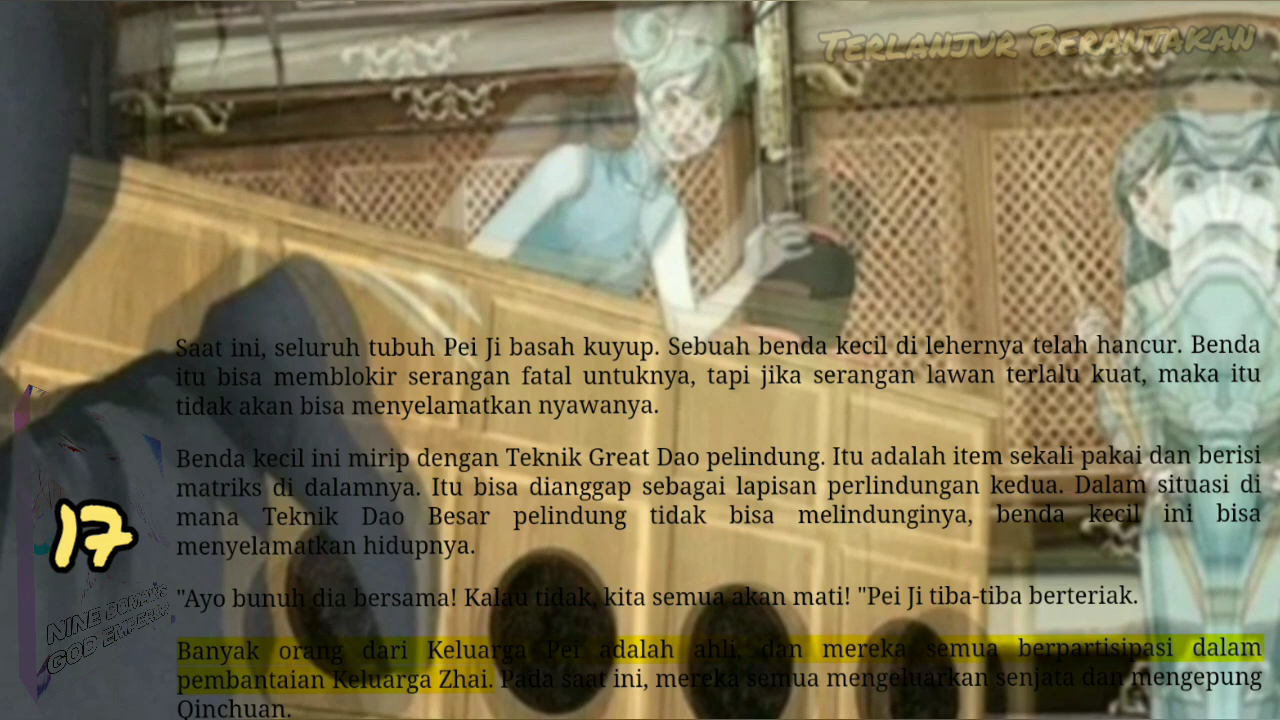 Terlanjur Berantakan
Saat ini, seluruh tubuh Pei Ji basah kuyup. Sebuah benda kecil di lehernya telah hancur. Benda
itu bisa memblokir serangan fatal untuknya, tapi jika serangan lawan terlalu kuat, maka itu
tidak akan bisa menyelamatkan nyawanya.
Benda kecil ini mirip dengan Teknik Great Dao pelindung. Itu adalah item sekali pakai dan berisi
matriks di dalamnya. Itu bisa dianggap sebagai lapisan perlindungan kedua. Dalam situasi di
mana Teknik Dao Besar pelindung tidak bisa melindunginya, benda kecil ini bisa
menyelamatkan hidupnya.
17
NINE DOMAINS
GOD EMPEROR
"Ayo bunuh dia bersama! Kalau tidak, kita semua akan mati! "Pei Ji tiba-tiba berteriak.
Banyak orang dari Keluarga Pei adalah ahli, dan mereka semua berpartisipasi dalam
pembantaian Keluarga Zhai. Pada saat ini, mereka semua mengeluarkan senjata dan mengepung
Qinchuan.